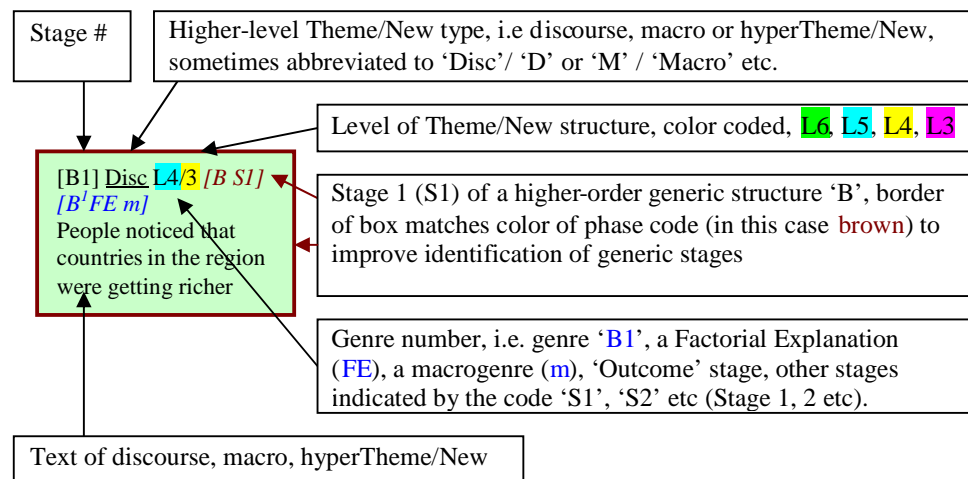 Stage #
Higher-level Theme/New type, i.e discourse, macro or hyperTheme/New,
sometimes abbreviated to ‘Disc’/ ‘D’ or ‘M’ / ‘Macro’ etc.
Level of Theme/New structure, color coded, L6, L5, L4, L3
[B1] Disc L4/3 [B S1]
[B¹FE m]
People noticed that
countries in the region
were getting richer
Stage 1 (S1) of a higher-order generic structure ‘B’, border
of box matches color of phase code (in this case brown) to
improve identification of generic stages
Genre number, i.e. genre ‘B1’, a Factorial Explanation
(FE), a macrogenre (m), ‘Outcome’ stage, other stages
indicated by the code ‘S1’, ‘S2’ etc (Stage 1, 2 etc).
Text of discourse, macro, hyperTheme/New